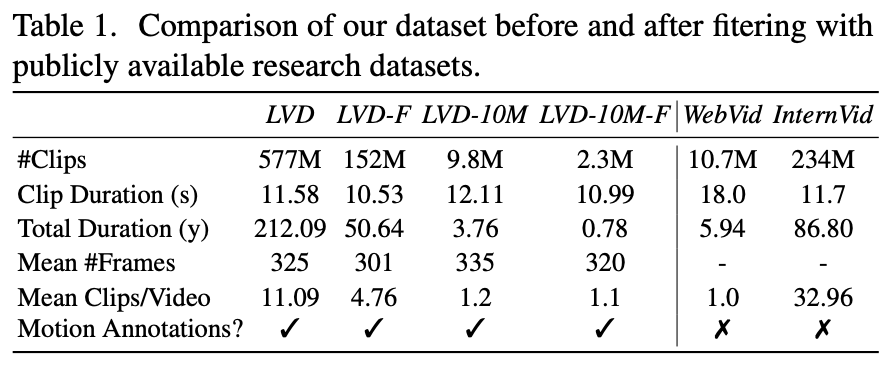 Table 1. Comparison of our dataset before and after fitering with
publicly available research datasets.
LVD LVD-F LVD-10M LVD-10M-F WebVid InternVid
#Clips 577M 152M 9.8M 2.3M 10.7M 234M
Clip Duration (s) 11.58 10.53 12.11 10.99 18.0 11.7
Total Duration (y) 212.09 50.64 3.76 0.78 5.94 86.80
Mean #Frames 325 301 335 320 - -
Mean Clips/Video 11.09 4.76 1.2 1.1 1.0 32.96
Motion Annotations? ✓ ✓ ✓ ✓ ✗ ✗